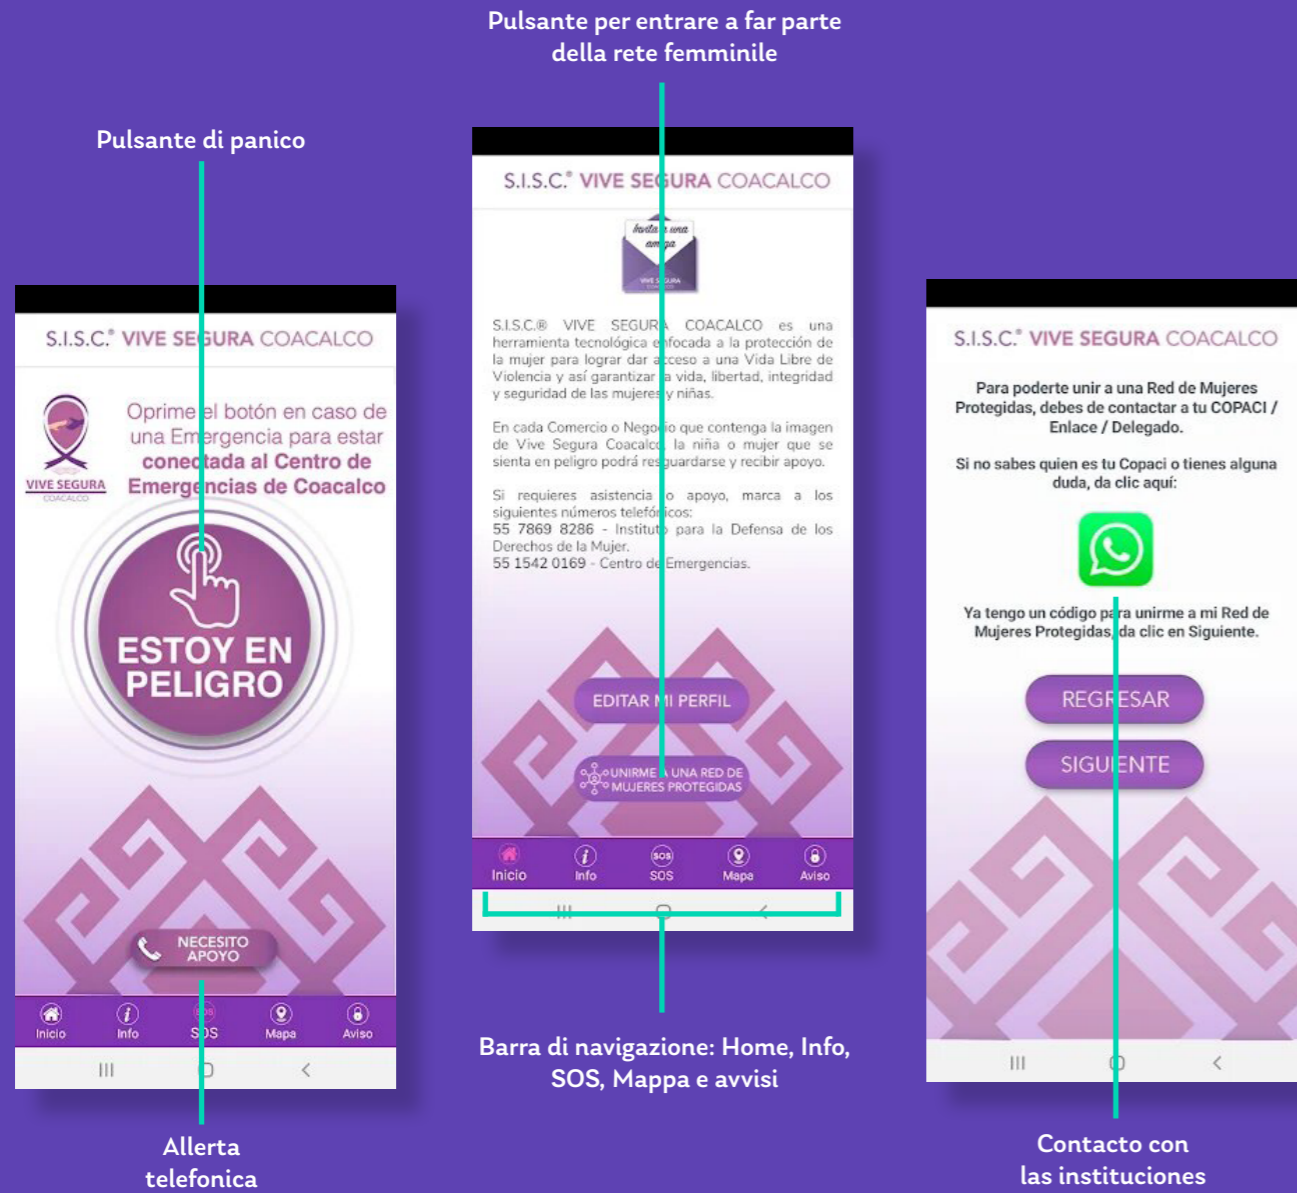 Pulsante per entrare a far parte
della rete femminile
Pulsante di panico
S.I.S.C.® VIVE SEGURA COACALCO
Oprime el botón en caso de
una Emergencia para estar
conectada al Centro de
Emergencias de Coacalco
VIVE SEGURA
COACALCO
ESTOY EN
PELIGRO
NECESITO
APOYO
Inicio
Info
SOS
SOS
Mapa
Aviso
Allerta
telefonica
S.I.S.C.® VIVE SEGURA COACALCO
Invita a una
amiga
VIVE SEGURA
COACALCO
S.I.S.C.® VIVE SEGURA COACALCO es una
herramienta tecnológica enfocada a la protección de
la mujer para lograr dar acceso a una Vida Libre de
Violencia y así garantizar la vida, libertad, integridad
y seguridad de las mujeres y niñas.
En cada Comercio o Negocio que contenga la imagen
de Vive Segura Coacalco, la niña o mujer que se
sienta en peligro podrá resguardarse y recibir apoyo.
Si requieres asistencia o apoyo, marca a los
siguientes números telefónicos:
55 7869 8286 - Instituto para la Defensa de los
Derechos de la Mujer.
55 1542 0169 - Centro de Emergencias.
EDITAR MI PERFIL
UNIRME A UNA RED DE
MUJERES PROTEGIDAS
Inicio
Info
SOS
SOS
Mapa
Aviso
Barra di navigazione: Home, Info,
SOS, Mappa e avvisi
S.I.S.C.® VIVE SEGURA COACALCO
Para poderte unir a una Red de Mujeres
Protegidas, debes de contactar a tu COPACI /
Enlace / Delegado.
Si no sabes quien es tu Copaci o tienes alguna
duda, da clic aquí:
Ya tengo un código para unirme a mi Red de
Mujeres Protegidas, da clic en Siguiente.
REGRESAR
SIGUIENTE
Contacto con
las instituciones